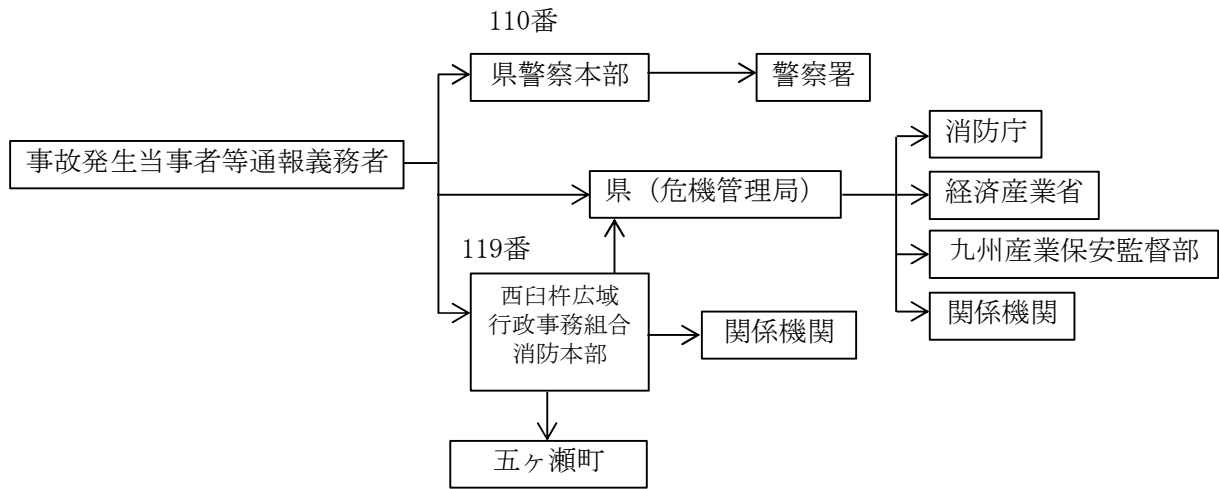 110番
県警察本部
警察署
事故発生当事者等通報義務者
県（危機管理局）
消防庁
経済産業省
九州産業保安監督部
関係機関
119番
西臼杵広域
行政事務組合
消防本部
関係機関
五ヶ瀬町